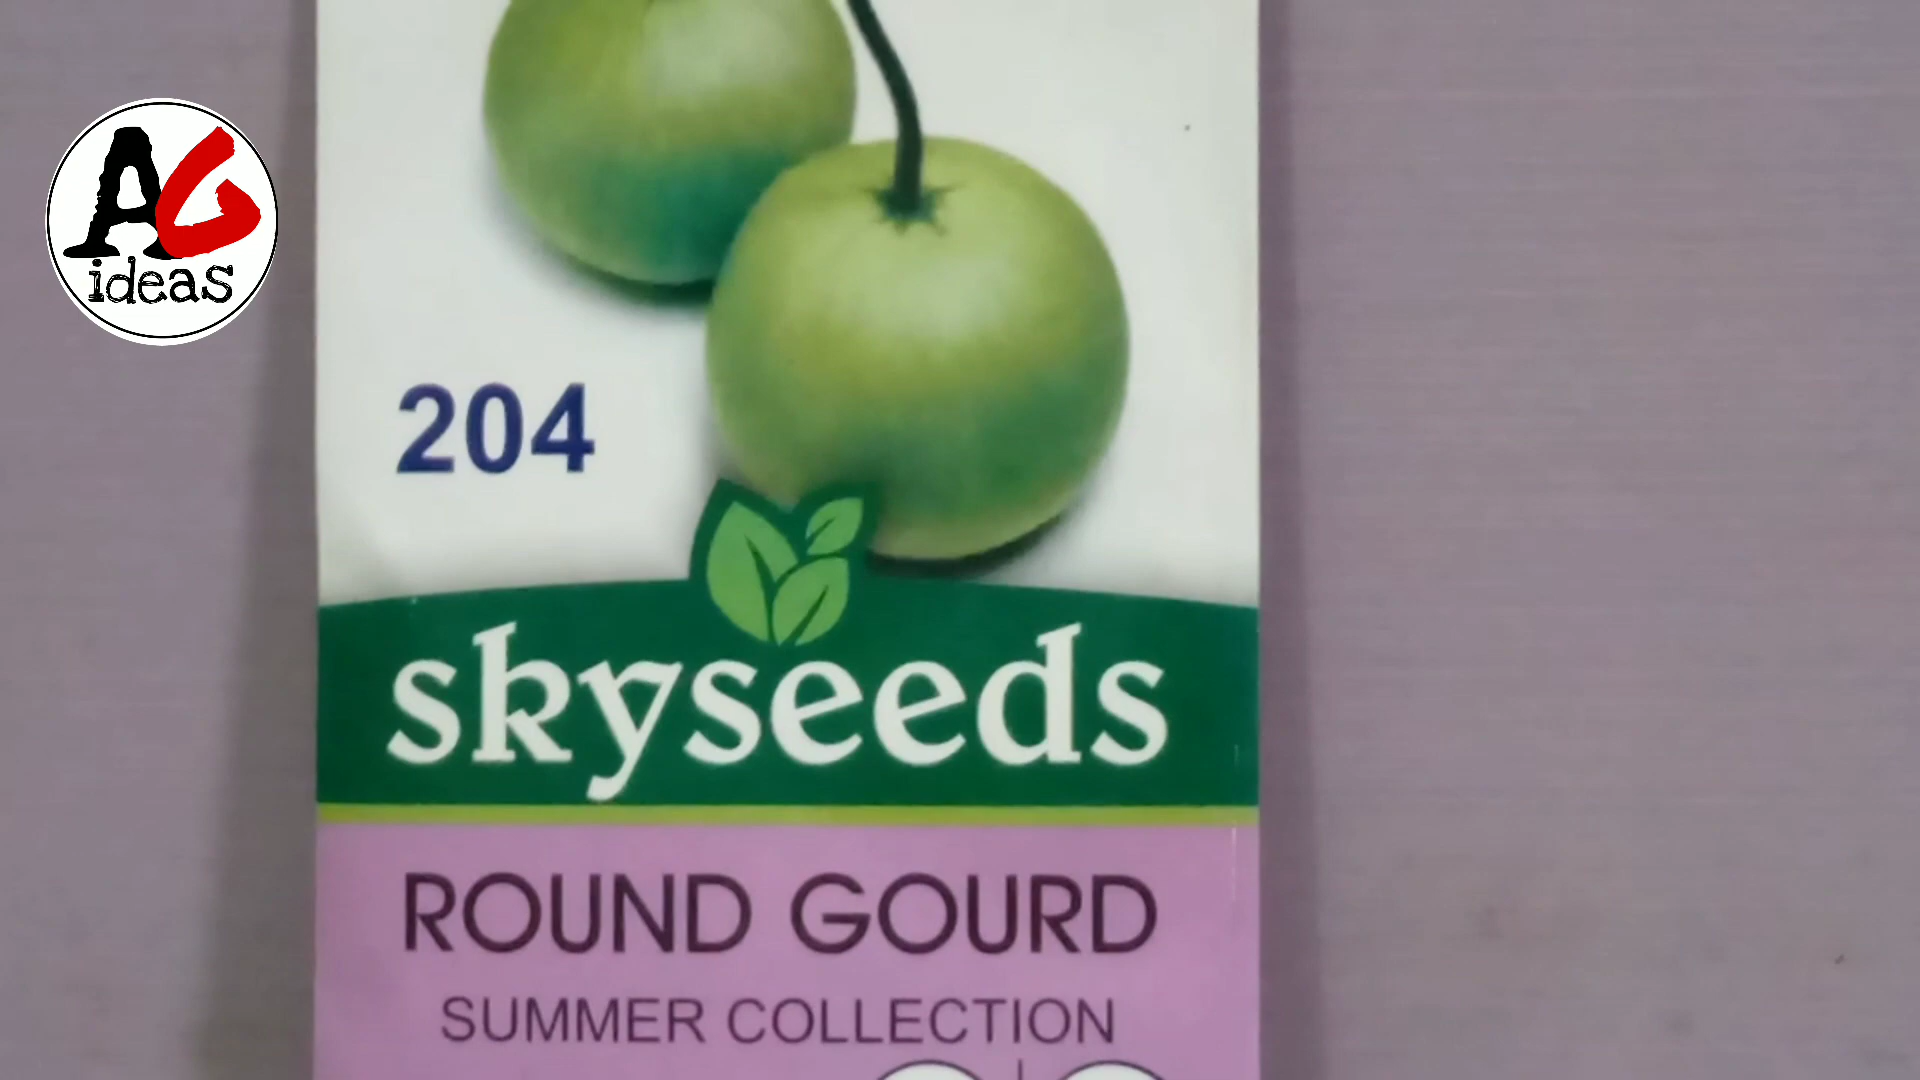 AG
ideas
204
skyseeds
ROUND GOURD
SUMMER COLLECTION